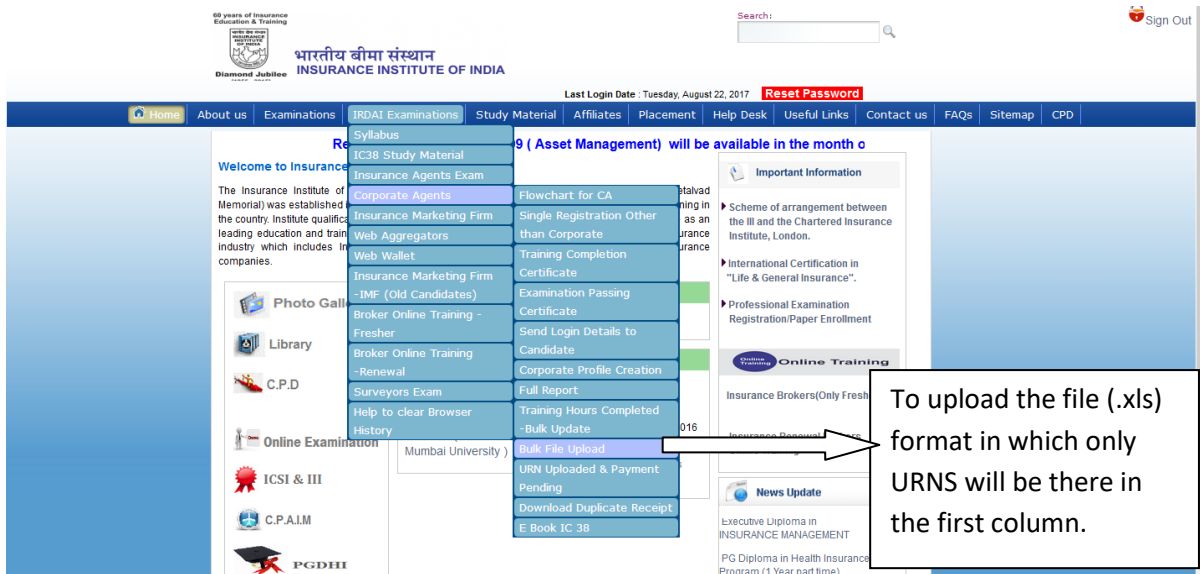 60 years of Insurance
Education & Training
INSURANCE
INSTITUTE
OF INDIA
Diamond Jubilee
भारतीय बीमा संस्थान
INSURANCE INSTITUTE OF INDIA
Search:
Sign Out
Last Login Date : Tuesday, August 22, 2017 Reset Password
Home About us Examinations IRDAI Examinations Study Material Affiliates Placement Help Desk Useful Links Contact us FAQs Sitemap CPD
Re
9 ( Asset Management) will be available in the month o
Welcome to Insurance
The Insurance Institute of
Memorial) was established i
the country. Institute qualifica
leading education and train
industry which includes In
companies.
etalvad
ning in
as an
urance
urance
Syllabus
IC38 Study Material
Insurance Agents Exam
Corporate Agents
Insurance Marketing Firm
Web Aggregators
Web Wallet
Insurance Marketing Firm
-IMF (Old Candidates)
Broker Online Training -
Fresher
Broker Online Training
-Renewal
Surveyors Exam
Help to clear Browser
History
Flowchart for CA
Single Registration Other
than Corporate
Training Completion
Certificate
Examination Passing
Certificate
Send Login Details to
Candidate
Corporate Profile Creation
Full Report
Training Hours Completed
-Bulk Update
Bulk File Upload
URN Uploaded & Payment
Pending
Download Duplicate Receipt
E Book IC 38
Photo Galle
Library
C.P.D
Online Examination
ICSI & III
C.P.A.I.M
PGDHI
Mumbai University )
016
Important Information
Scheme of arrangement between
the III and the Chartered Insurance
Institute, London.
International Certification in
"Life & General Insurance".
Professional Examination
Registration/Paper Enrollment
Online Training
Online Training
Insurance Brokers(Only Fresh
News Update
Executive Diploma in
INSURANCE MANAGEMENT
PG Diploma in Health Insurance
Program (1 Year part time)
To upload the file (.xls)
format in which only
URNS will be there in
the first column.